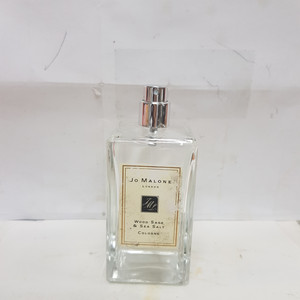 Jo Malone
LONDON
Wood Sage
& Sea Salt
Cologne